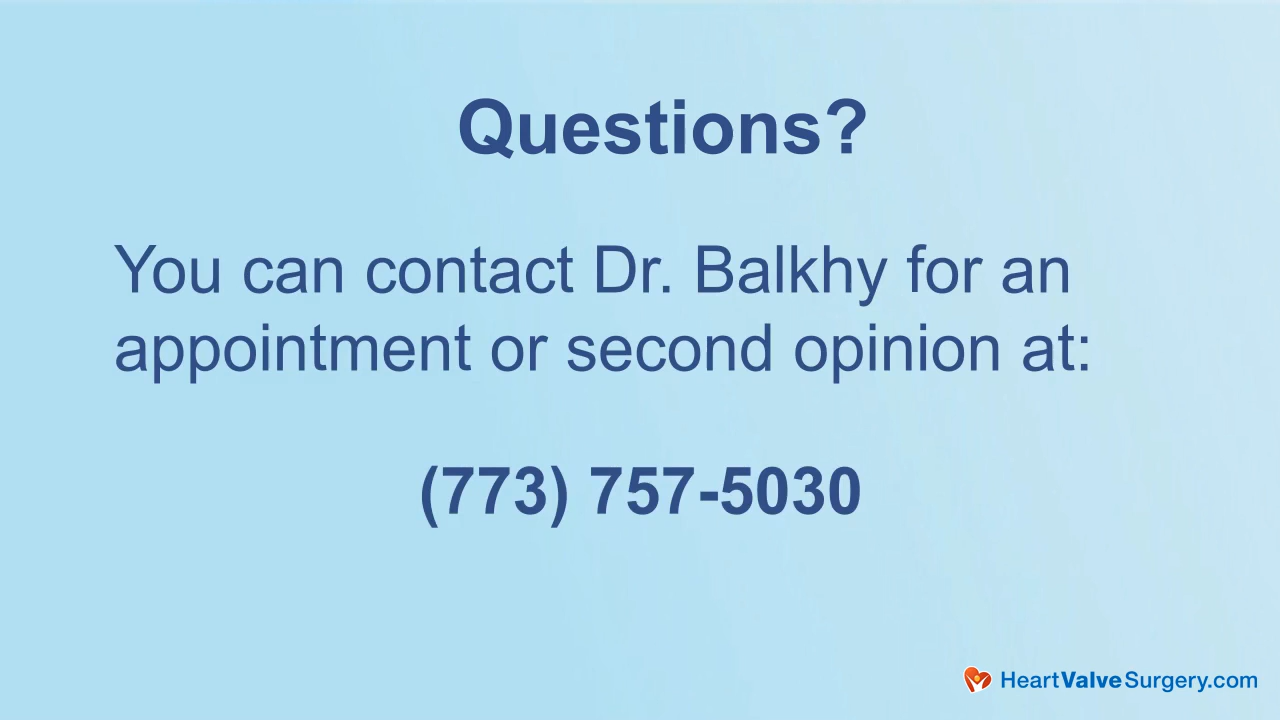 Questions?
You can contact Dr. Balkhy for an
appointment or second opinion at:
(773) 757-5030
HeartValveSurgery.com